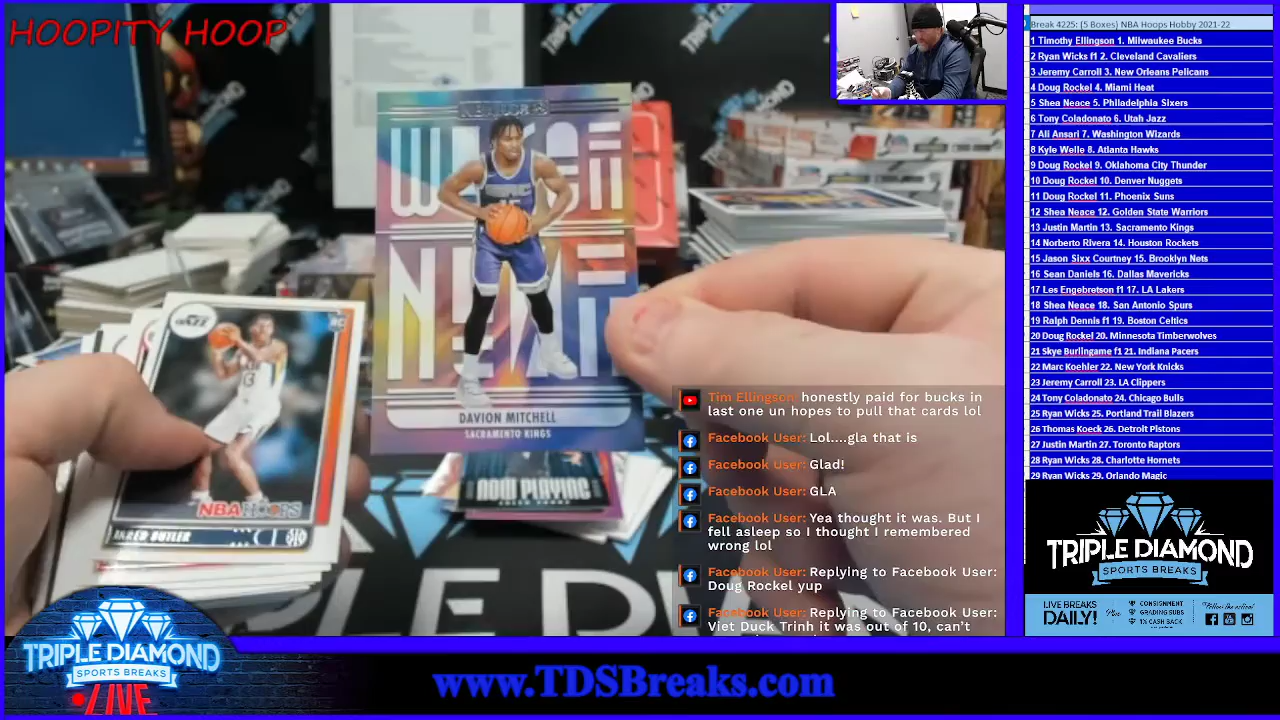 HOOPITY HOOP
NBA HOOPS
DAVION MITCHELL
SACRAMENTO KINGS
JAZZ
RC
NBA HOOPS
JARED BUTLER
NOW PLAYING
Tim Ellingson: honestly paid for bucks in
last one un hopes to pull that cards lol
Facebook User: Lol....gla that is
Facebook User: Glad!
Facebook User: GLA
Facebook User: Yea thought it was. But I
fell asleep so I thought I remembered
wrong lol
Facebook User: Replying to Facebook User:
Doug Rockel yup
Facebook User: Replying to Facebook User:
Viet Duck Trinh it was out of 10, can't
Break 4225: (5 Boxes) NBA Hoops Hobby 2021-22
1 Timothy Ellingson 1. Milwaukee Bucks
2 Ryan Wicks f1 2. Cleveland Cavaliers
3 Jeremy Carroll 3. New Orleans Pelicans
4 Doug Rockel 4. Miami Heat
5 Shea Neace 5. Philadelphia Sixers
6 Tony Coladonato 6. Utah Jazz
7 Ali Ansari 7. Washington Wizards
8 Kyle Welle 8. Atlanta Hawks
9 Doug Rockel 9. Oklahoma City Thunder
10 Doug Rockel 10. Denver Nuggets
11 Doug Rockel 11. Phoenix Suns
12 Shea Neace 12. Golden State Warriors
13 Justin Martin 13. Sacramento Kings
14 Norberto Rivera 14. Houston Rockets
15 Jason Sixx Courtney 15. Brooklyn Nets
16 Sean Daniels 16. Dallas Mavericks
17 Les Engebretson f1 17. LA Lakers
18 Shea Neace 18. San Antonio Spurs
19 Ralph Dennis f1 19. Boston Celtics
20 Doug Rockel 20. Minnesota Timberwolves
21 Skye Burlingame f1 21. Indiana Pacers
22 Marc Koehler 22. New York Knicks
23 Jeremy Carroll 23. LA Clippers
24 Tony Coladonato 24. Chicago Bulls
25 Ryan Wicks 25. Portland Trail Blazers
26 Thomas Koeck 26. Detroit Pistons
27 Justin Martin 27. Toronto Raptors
28 Ryan Wicks 28. Charlotte Hornets
29 Ryan Wicks 29. Orlando Magic
TRIPLE DIAMOND
SPORTS BREAKS
LIVE BREAKS
DAILY!
Plus
CONSIGNMENT
GRADING SUBS
1% CASH BACK
Follow the action!
TRIPLE DIAMOND
SPORTS BREAKS
LIVE
www.TDSBreaks.com